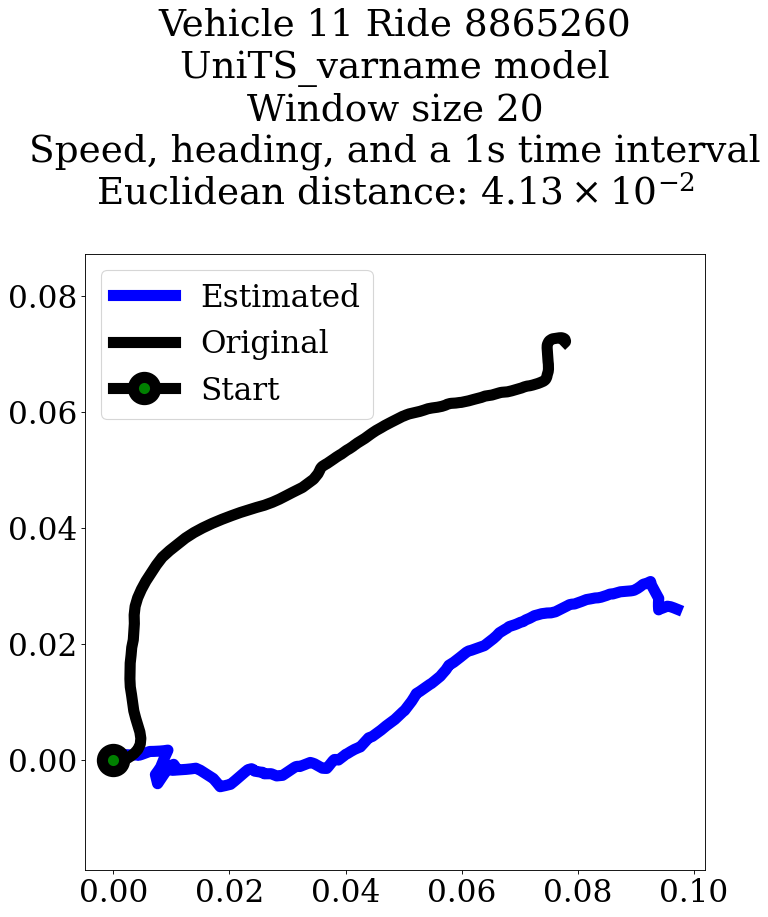 Vehicle 11 Ride 8865260
UniTS_varname model
Window size 20
Speed, heading, and a 1s time interval
Euclidean distance: 4.13 × 10⁻²
Estimated
Original
Start
0.08
0.06
0.04
0.02
0.00
0.00 0.02 0.04 0.06 0.08 0.10